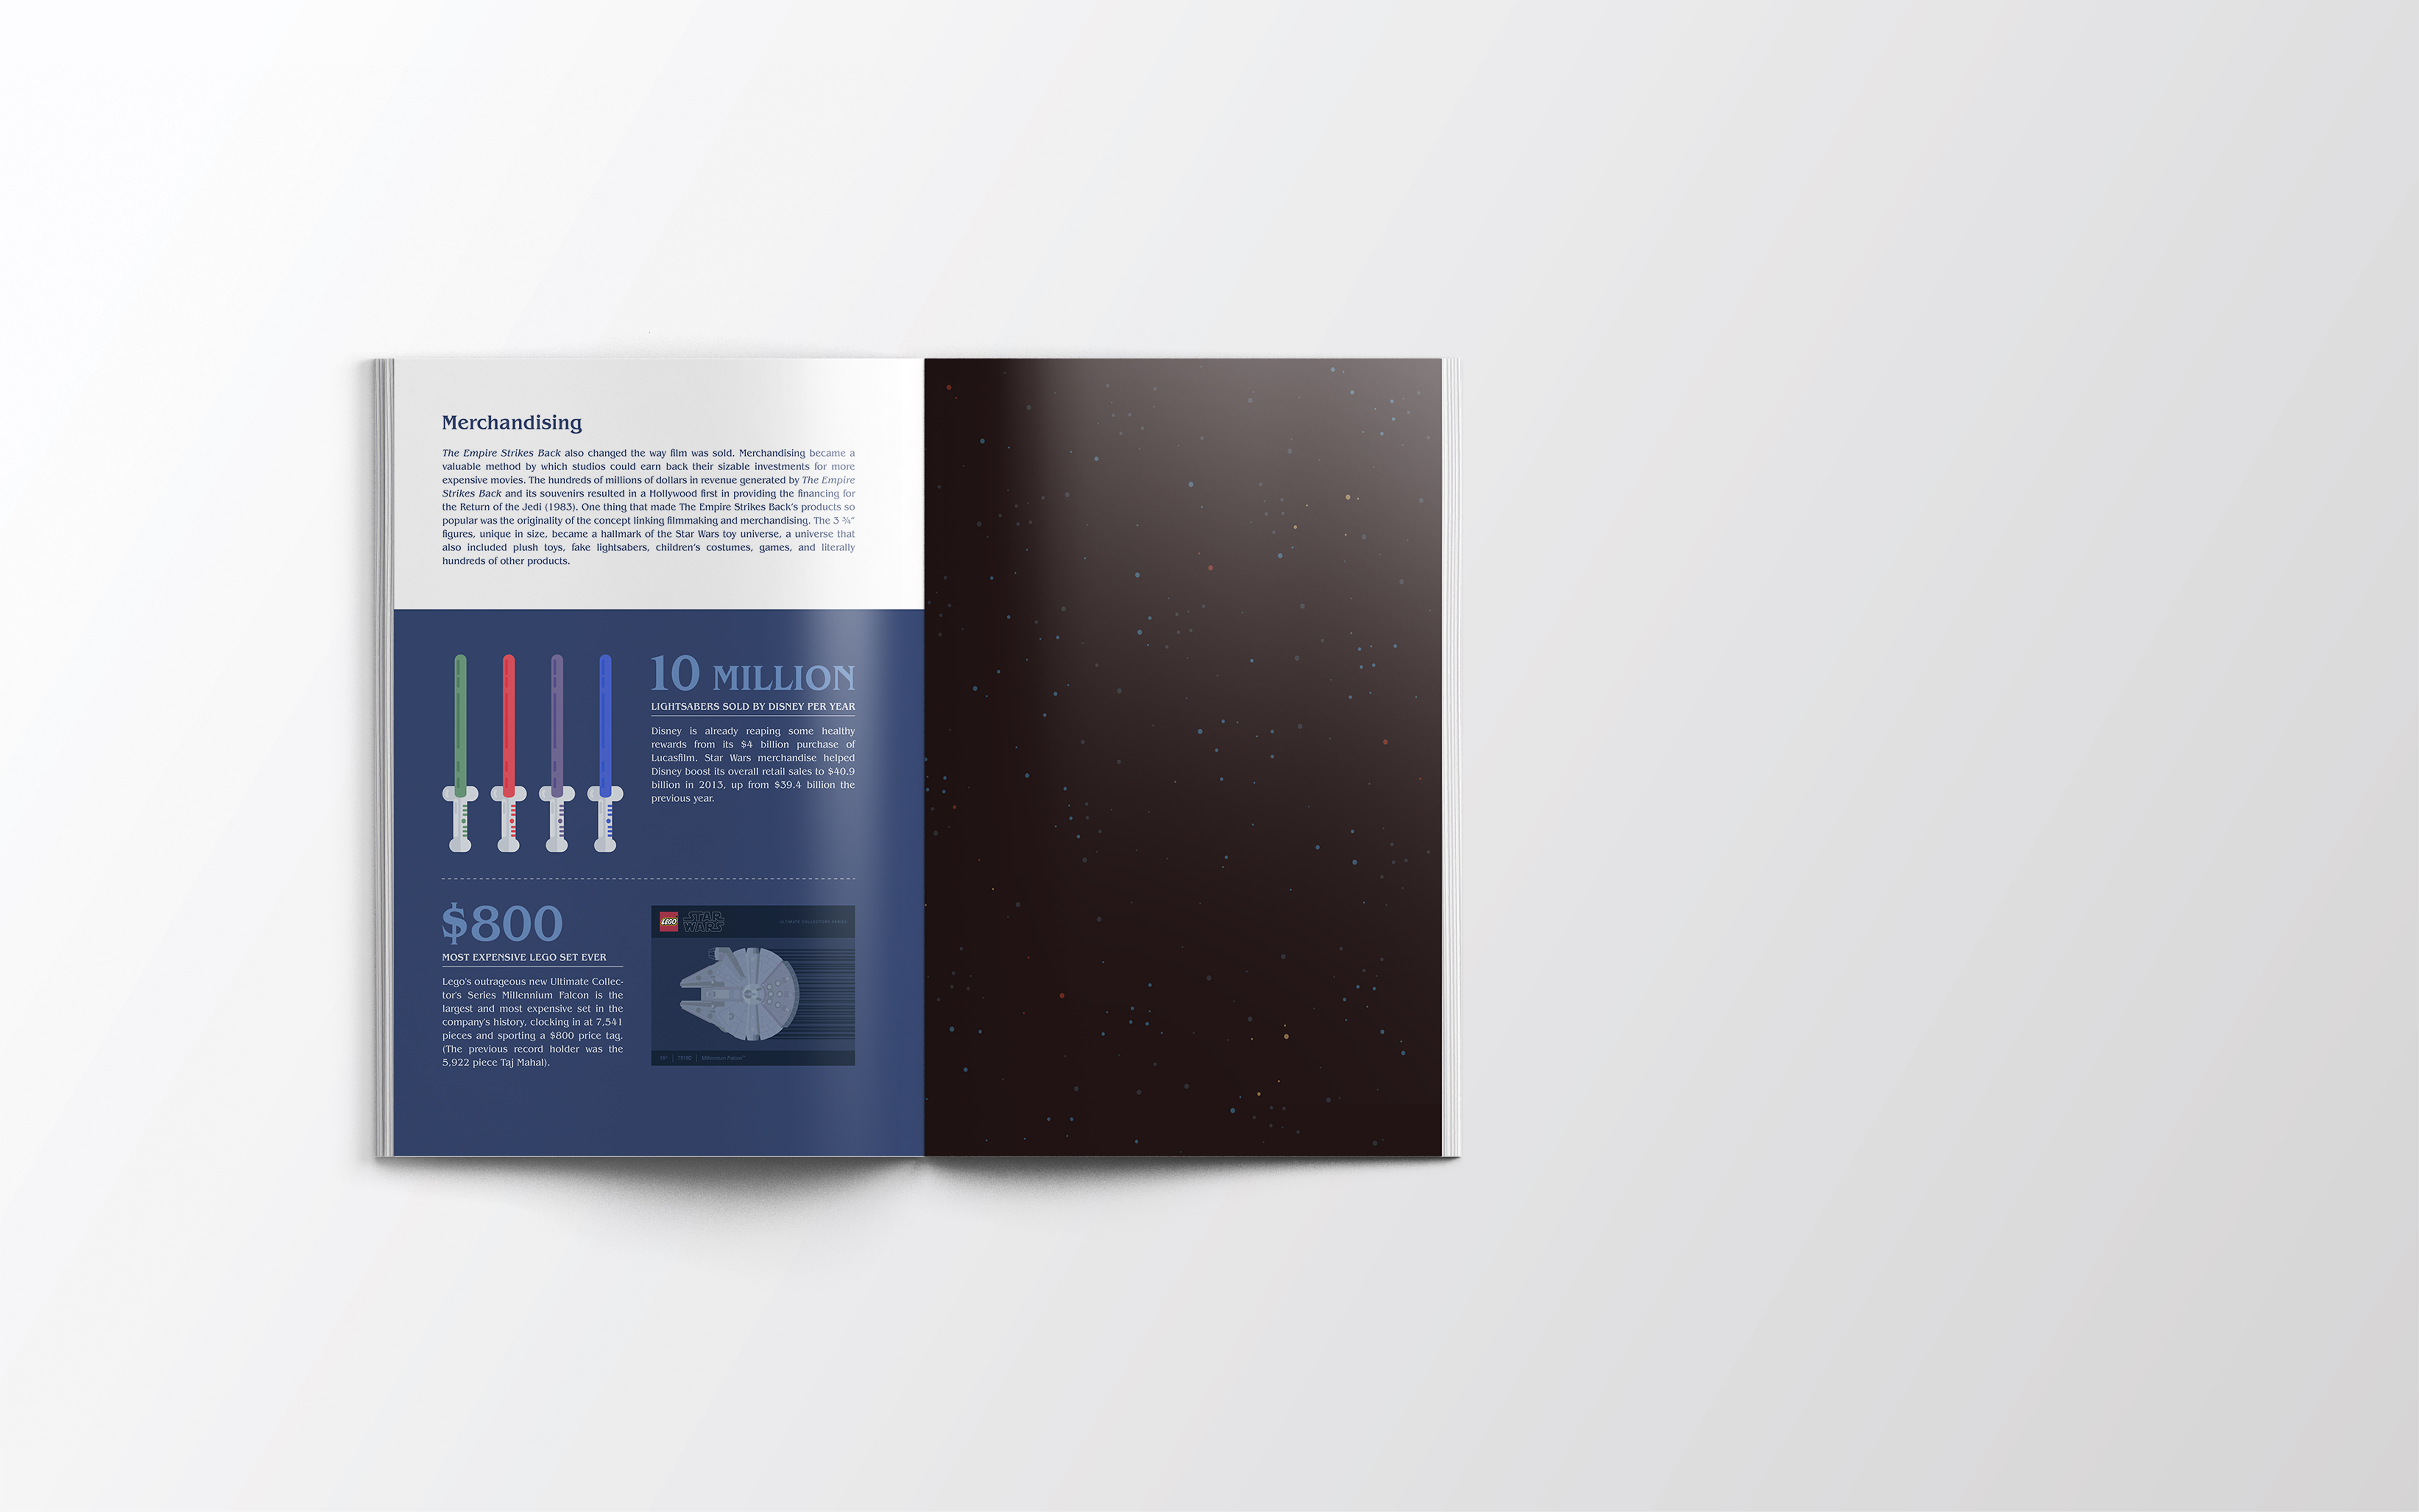 Merchandising
The Empire Strikes Back also changed the way film was sold. Merchandising became a
valuable method by which studios could earn back their sizable investments for more
expensive movies. The hundreds of millions of dollars in revenue generated by The Empire
Strikes Back and its souvenirs resulted in a Hollywood first in providing the financing for
the Return of the Jedi (1983). One thing that made The Empire Strikes Back's products so
popular was the originality of the concept linking filmmaking and merchandising. The 3 ¾"
figures, unique in size, became a hallmark of the Star Wars toy universe, a universe that
also included plush toys, fake lightsabers, children's costumes, games, and literally
hundreds of other products.
10 MILLION
LIGHTSABERS SOLD BY DISNEY PER YEAR
Disney is already reaping some healthy
rewards from its $4 billion purchase of
Lucasfilm. Star Wars merchandise helped
Disney boost its overall retail sales to $40.9
billion in 2013, up from $39.4 billion the
previous year.
$800
MOST EXPENSIVE LEGO SET EVER
Lego's outrageous new Ultimate Collec-
tor's Series Millennium Falcon is the
largest and most expensive set in the
company's history, clocking in at 7,541
pieces and sporting a $800 price tag.
(The previous record holder was the
5,922 piece Taj Mahal).
LEGO STAR WARS ULTIMATE COLLECTORS SERIES
75192 Millennium Falcon™